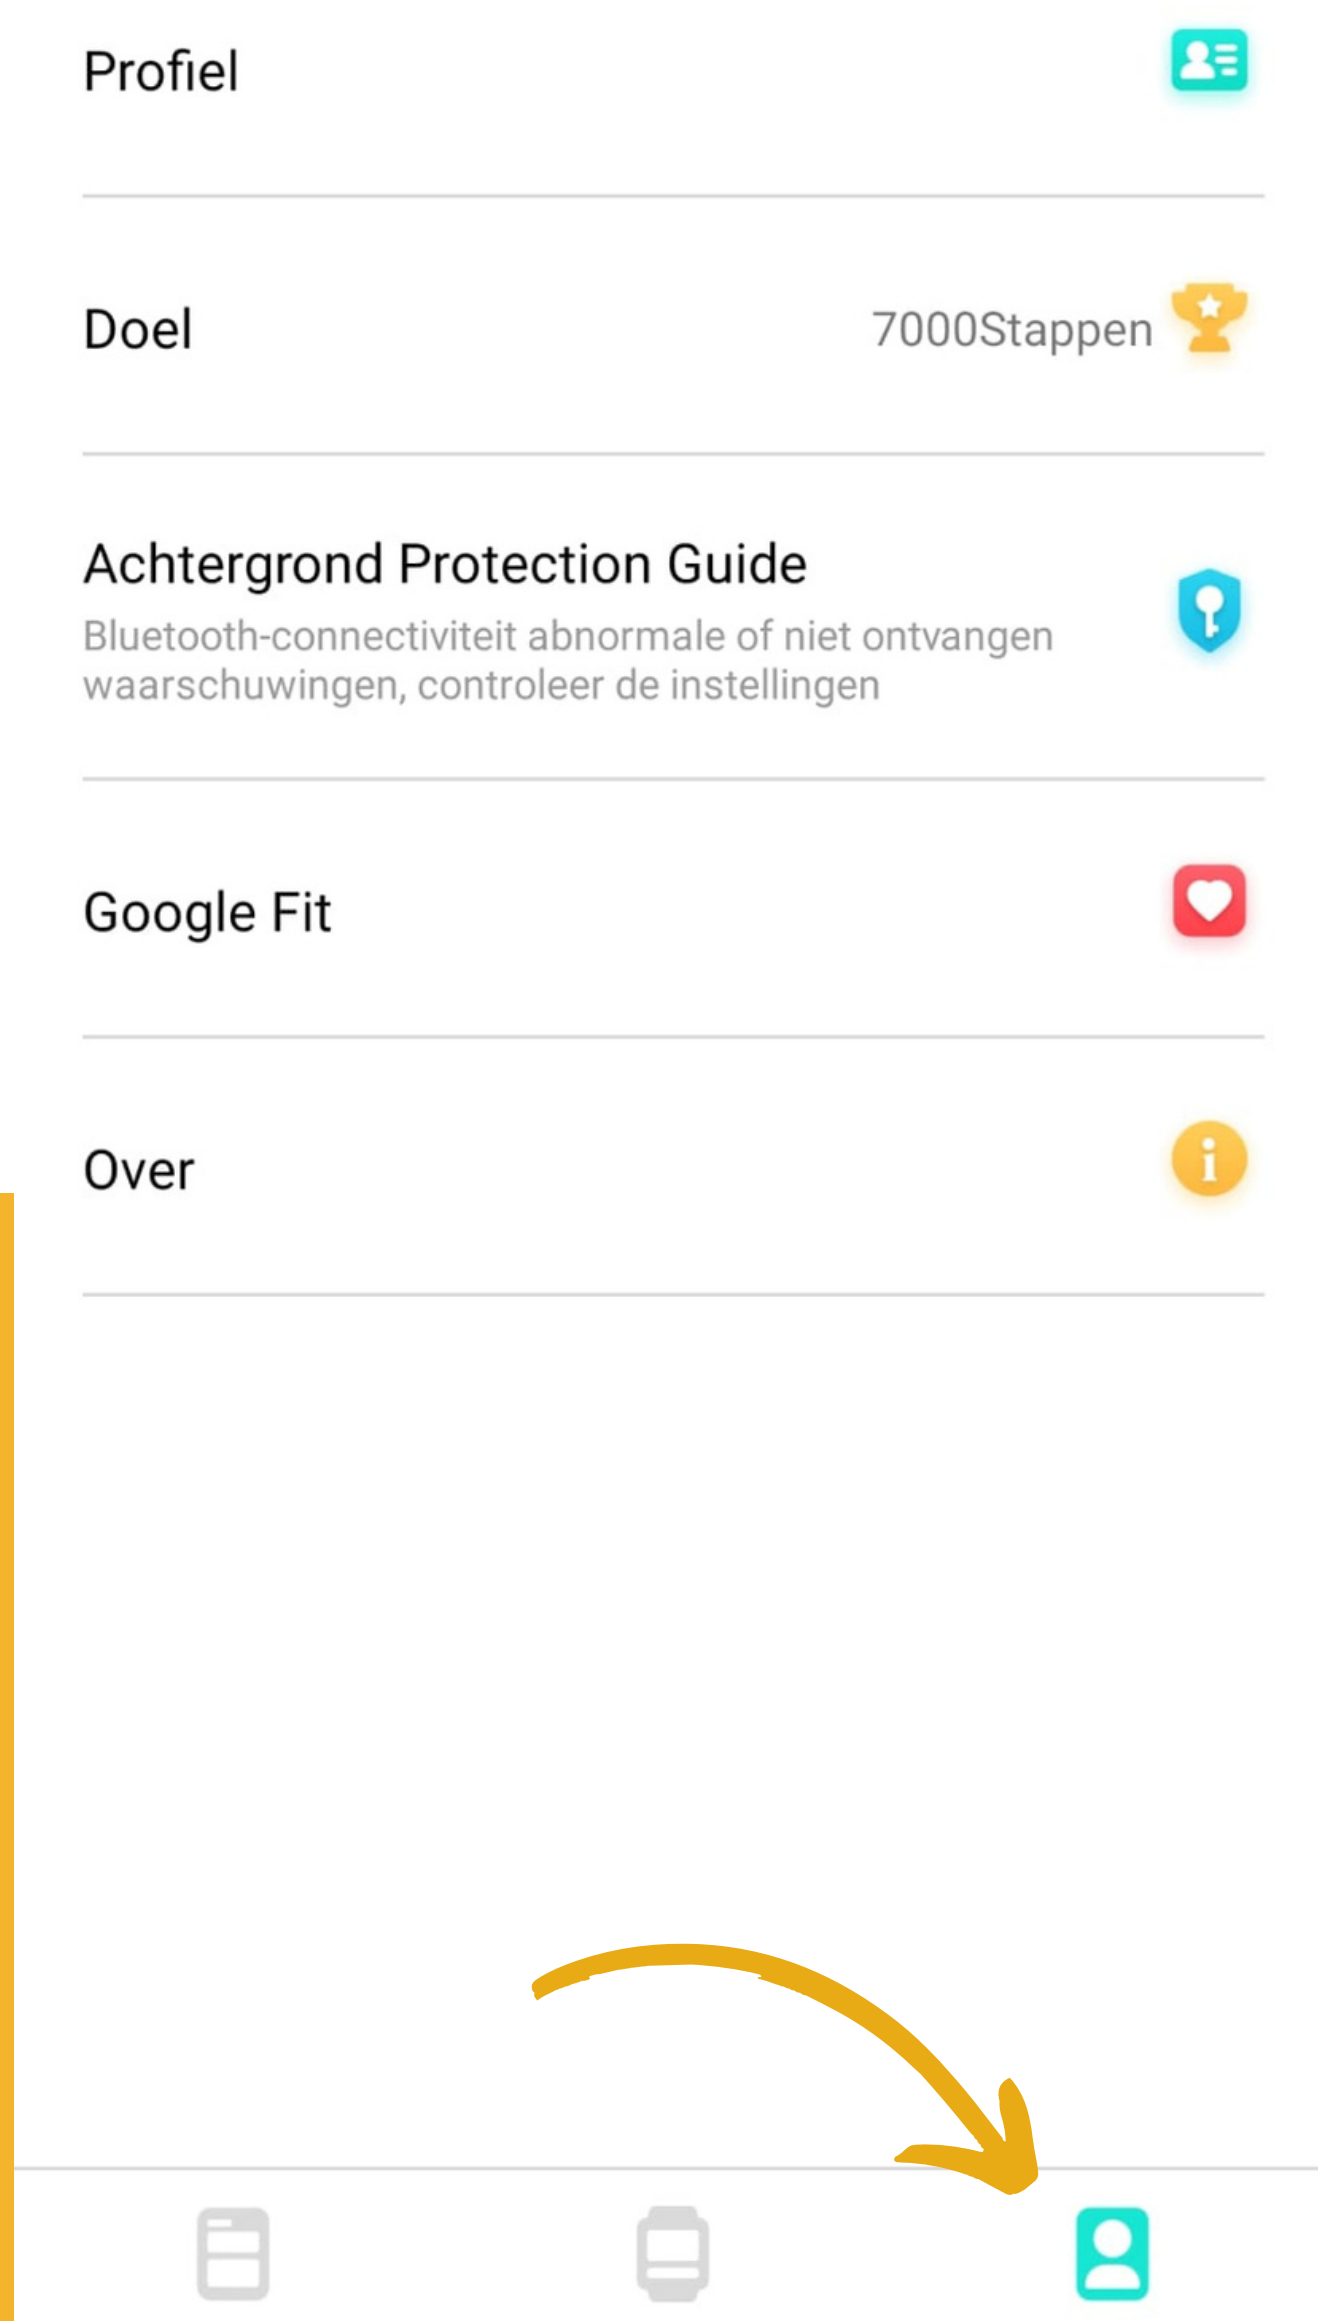 Profiel
Doel
7000Stappen
Achtergrond Protection Guide
Bluetooth-connectiviteit abnormale of niet ontvangen
waarschuwingen, controleer de instellingen
Google Fit
Over